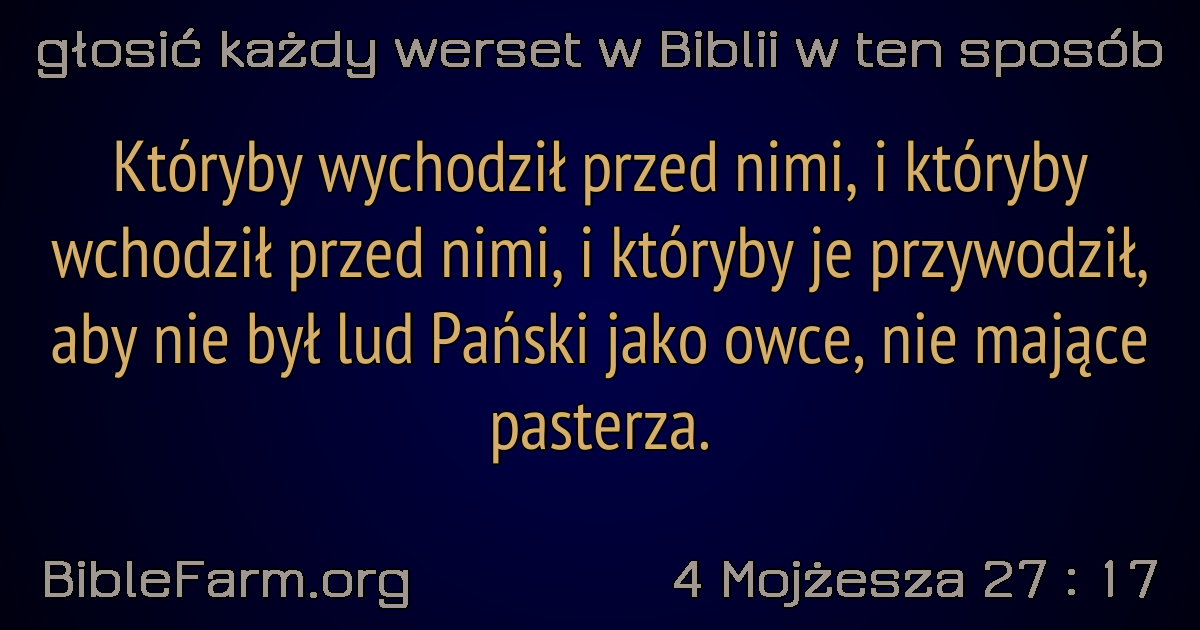 głosić każdy werset w Biblii w ten sposób
Któryby wychodził przed nimi, i któryby
wchodził przed nimi, i któryby je przywodził,
aby nie był lud Pański jako owce, nie mające
pasterza.
BibleFarm.org
4 Mojżesza 27 : 17